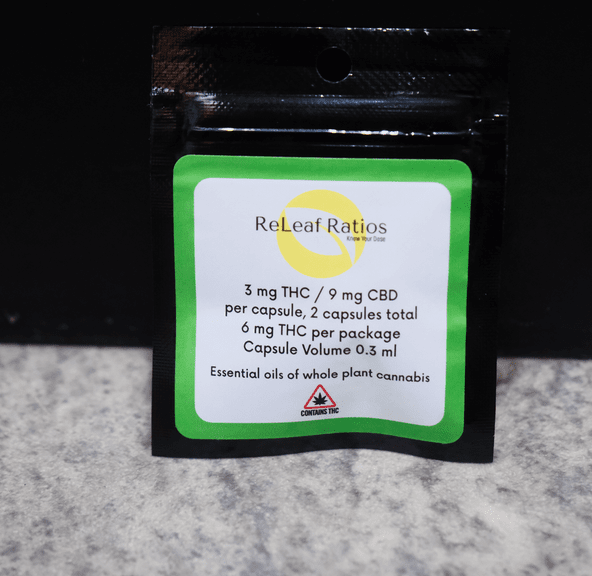 ReLeaf Ratios
Know Your Dose
3 mg THC / 9 mg CBD
per capsule, 2 capsules total
6 mg THC per package
Capsule Volume 0.3 ml
Essential oils of whole plant cannabis
CONTAINS THC